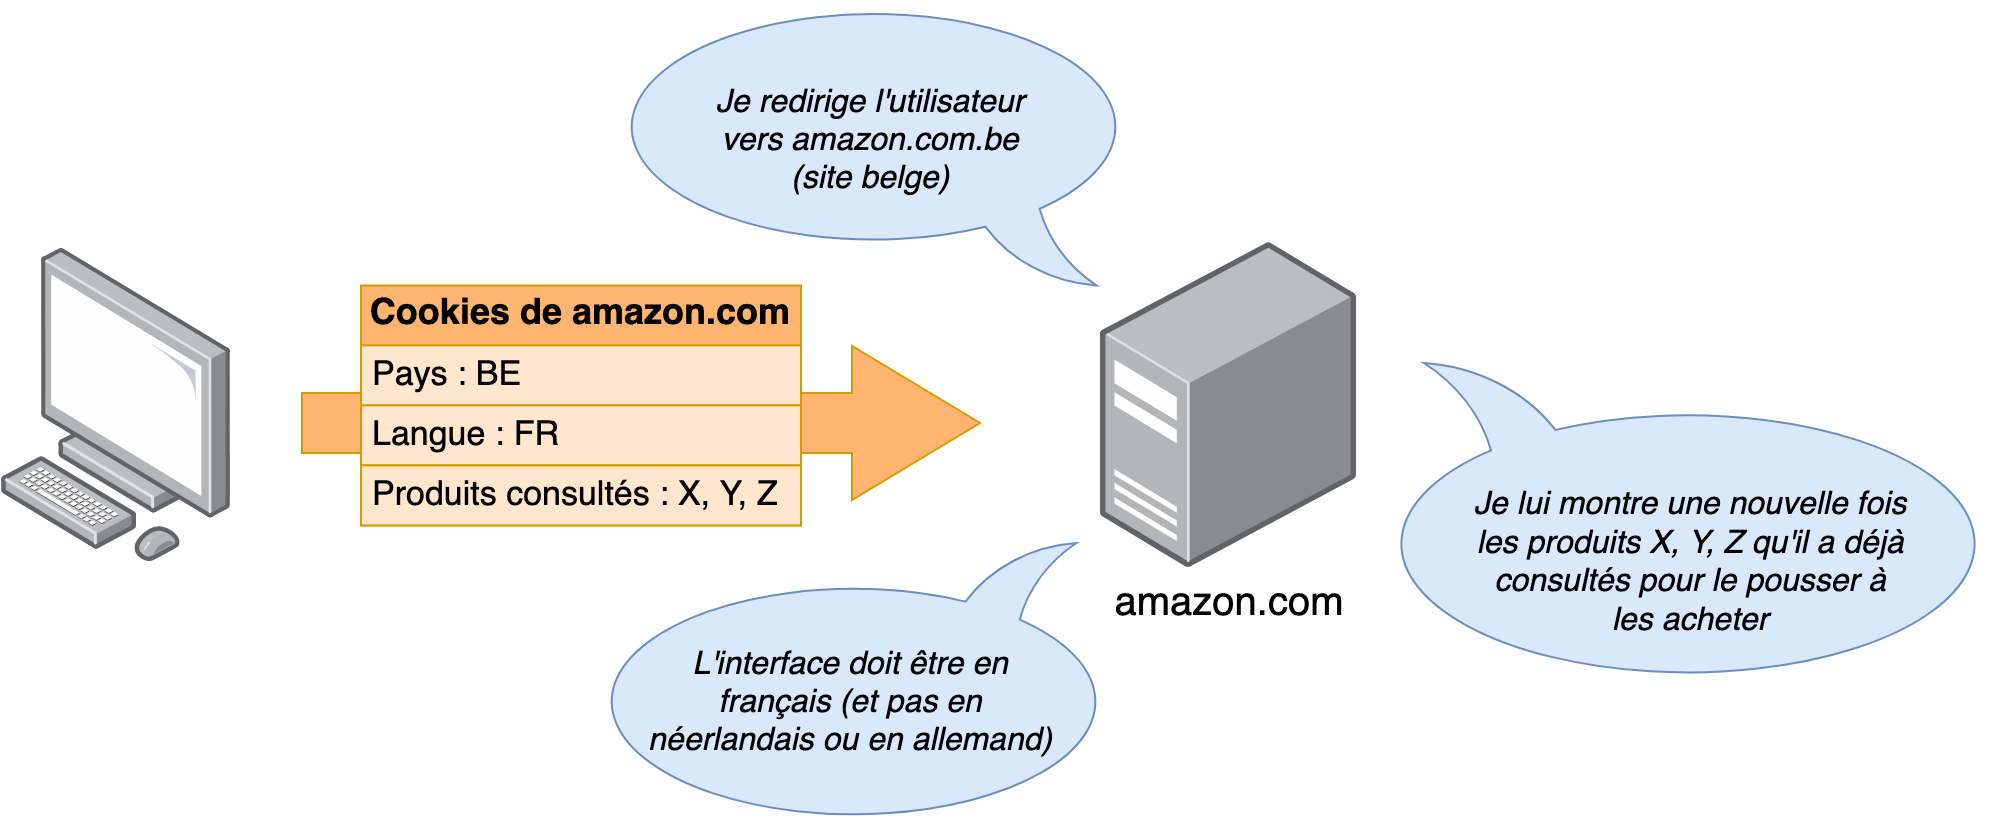 Je redirige l'utilisateur
vers amazon.com.be
(site belge)
Cookies de amazon.com
Pays : BE
Langue : FR
Produits consultés : X, Y, Z
amazon.com
Je lui montre une nouvelle fois
les produits X, Y, Z qu'il a déjà
consultés pour le pousser à
les acheter
L'interface doit être en
français (et pas en
néerlandais ou en allemand)